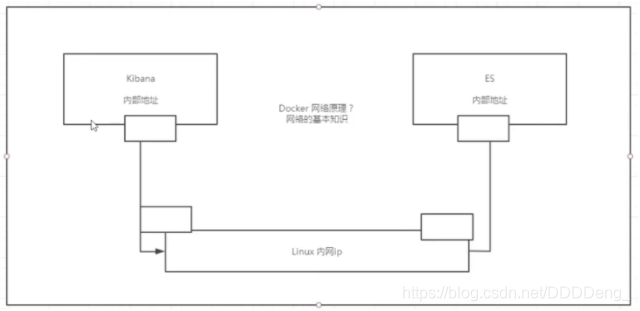 Kibana
内部地址
ES
内部地址
Docker 网络原理？
网络的基本知识
Linux 内网ip
https://blog.csdn.net/DDDDeng_